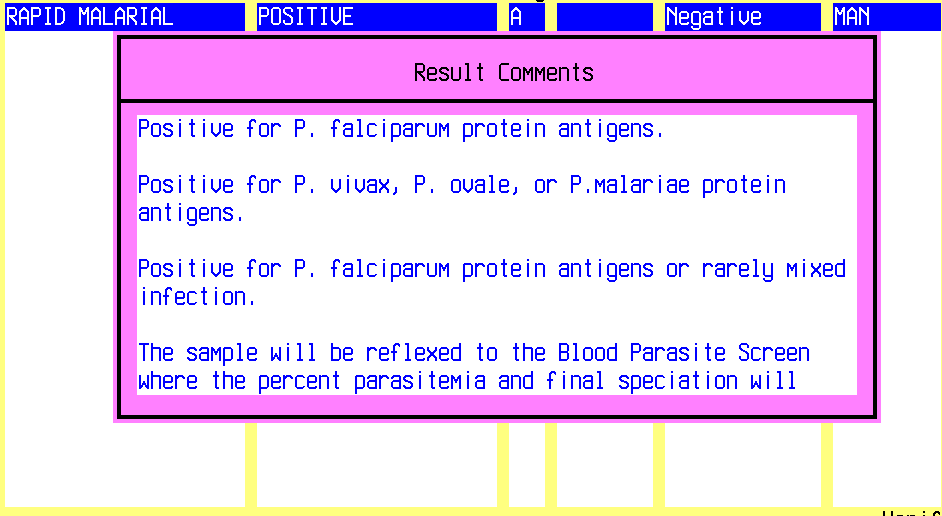 RAPID MALARIAL POSITIVE A Negative MAN
Result Comments
Positive for P. falciparum protein antigens.
Positive for P. vivax, P. ovale, or P.malariae protein
antigens.
Positive for P. falciparum protein antigens or rarely mixed
infection.
The sample will be reflexed to the Blood Parasite Screen
where the percent parasitemia and final speciation will